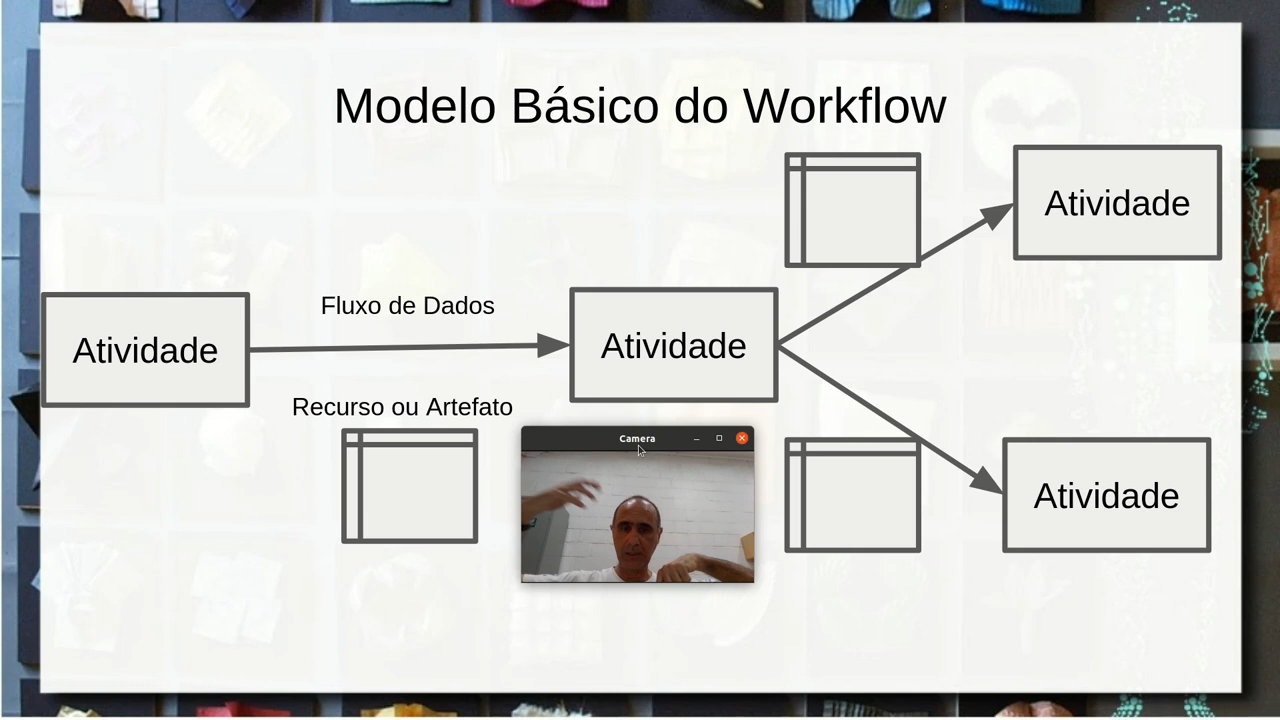 Modelo Básico do Workflow
Atividade
Fluxo de Dados
Atividade
Atividade
Recurso ou Artefato
Camera
Atividade